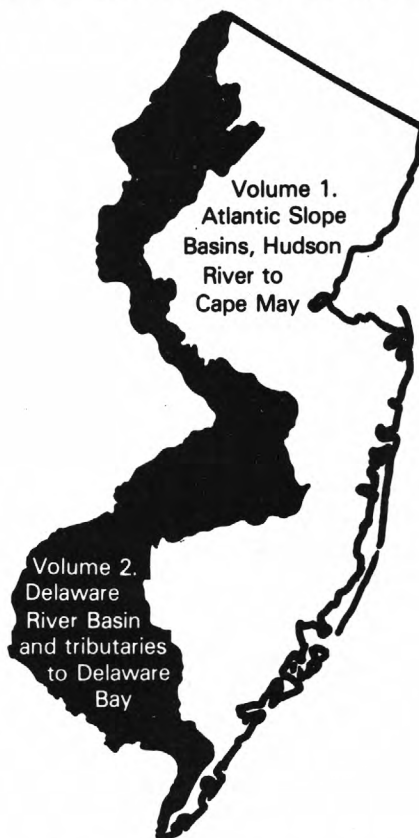 Volume 1.
Atlantic Slope
Basins, Hudson
River to
Cape May
Volume 2.
Delaware
River Basin
and tributaries
to Delaware
Bay